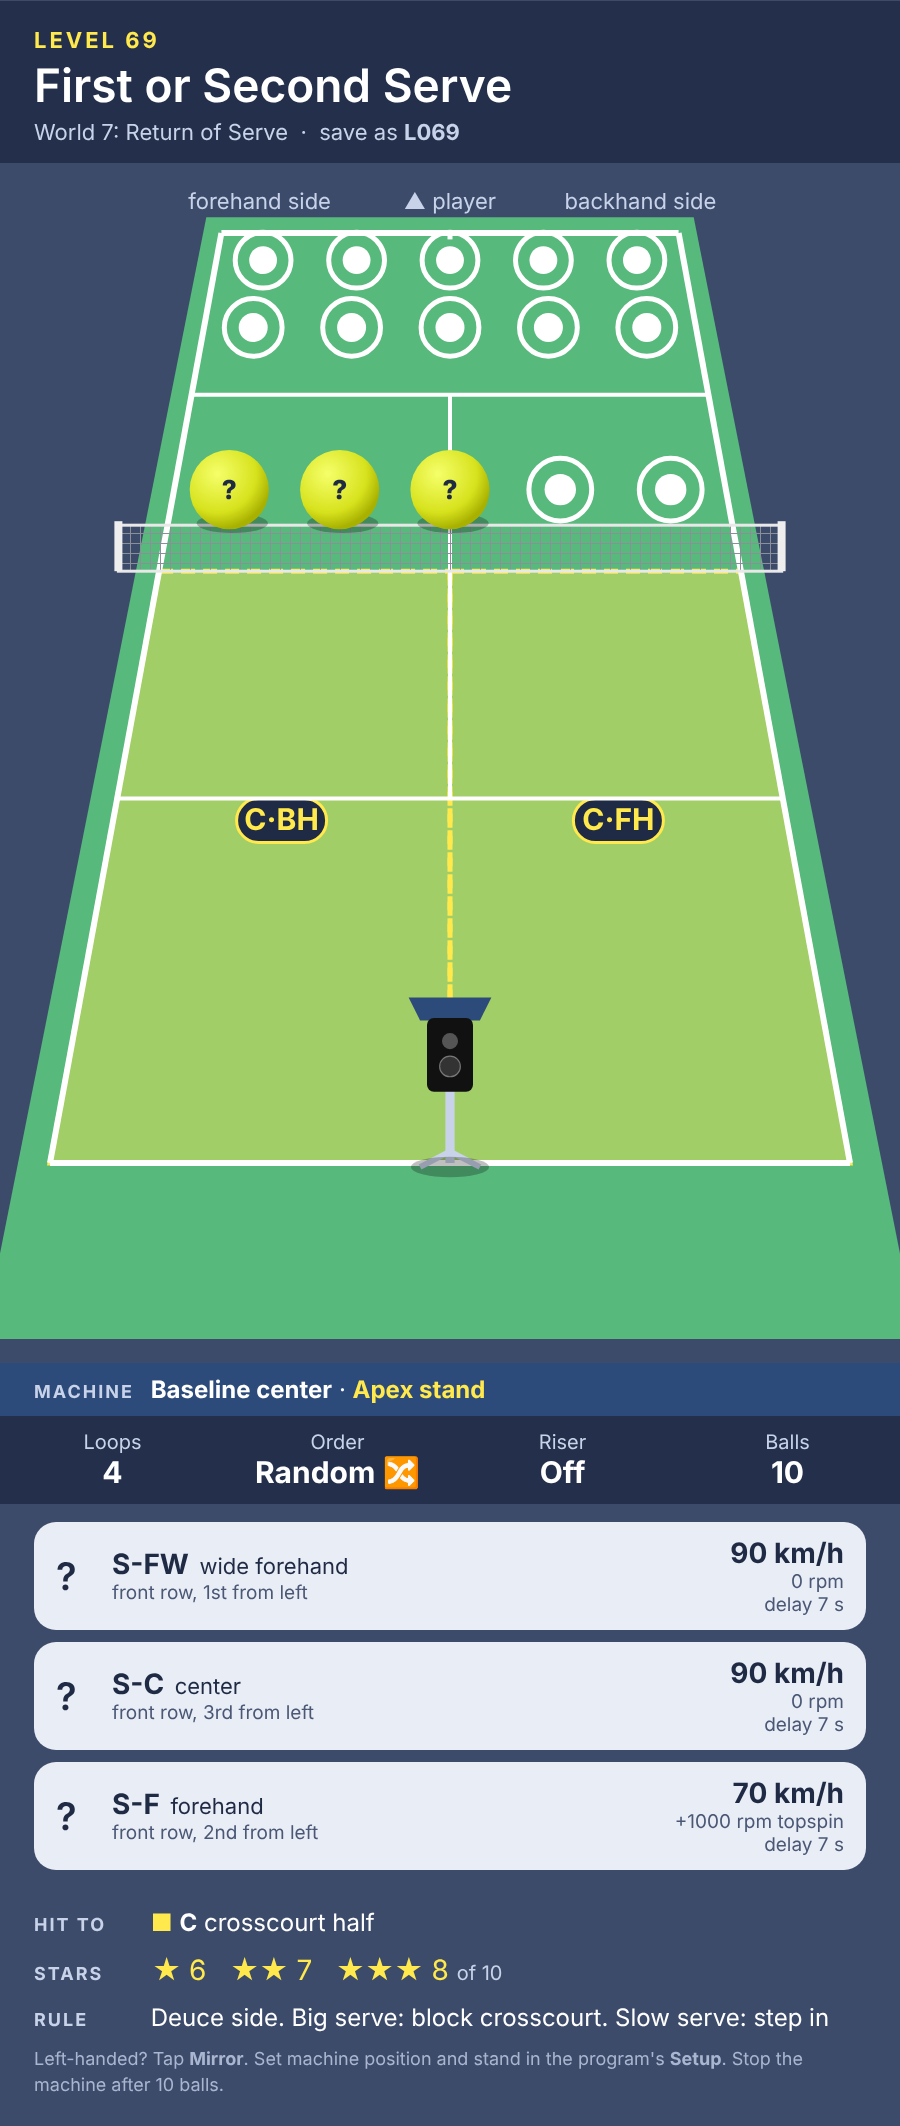 LEVEL 69
First or Second Serve
World 7: Return of Serve · save as L069
forehand side ▲ player backhand side
? ? ?
C·BH C·FH
MACHINE Baseline center · Apex stand
Loops Order Riser Balls
4 Random 🔀 Off 10
? S-FW wide forehand 90 km/h
front row, 1st from left 0 rpm
delay 7 s
? S-C center 90 km/h
front row, 3rd from left 0 rpm
delay 7 s
? S-F forehand 70 km/h
front row, 2nd from left +1000 rpm topspin
delay 7 s
HIT TO ■ C crosscourt half
STARS ★ 6 ★★ 7 ★★★ 8 of 10
RULE Deuce side. Big serve: block crosscourt. Slow serve: step in
Left-handed? Tap Mirror. Set machine position and stand in the program's Setup. Stop the
machine after 10 balls.